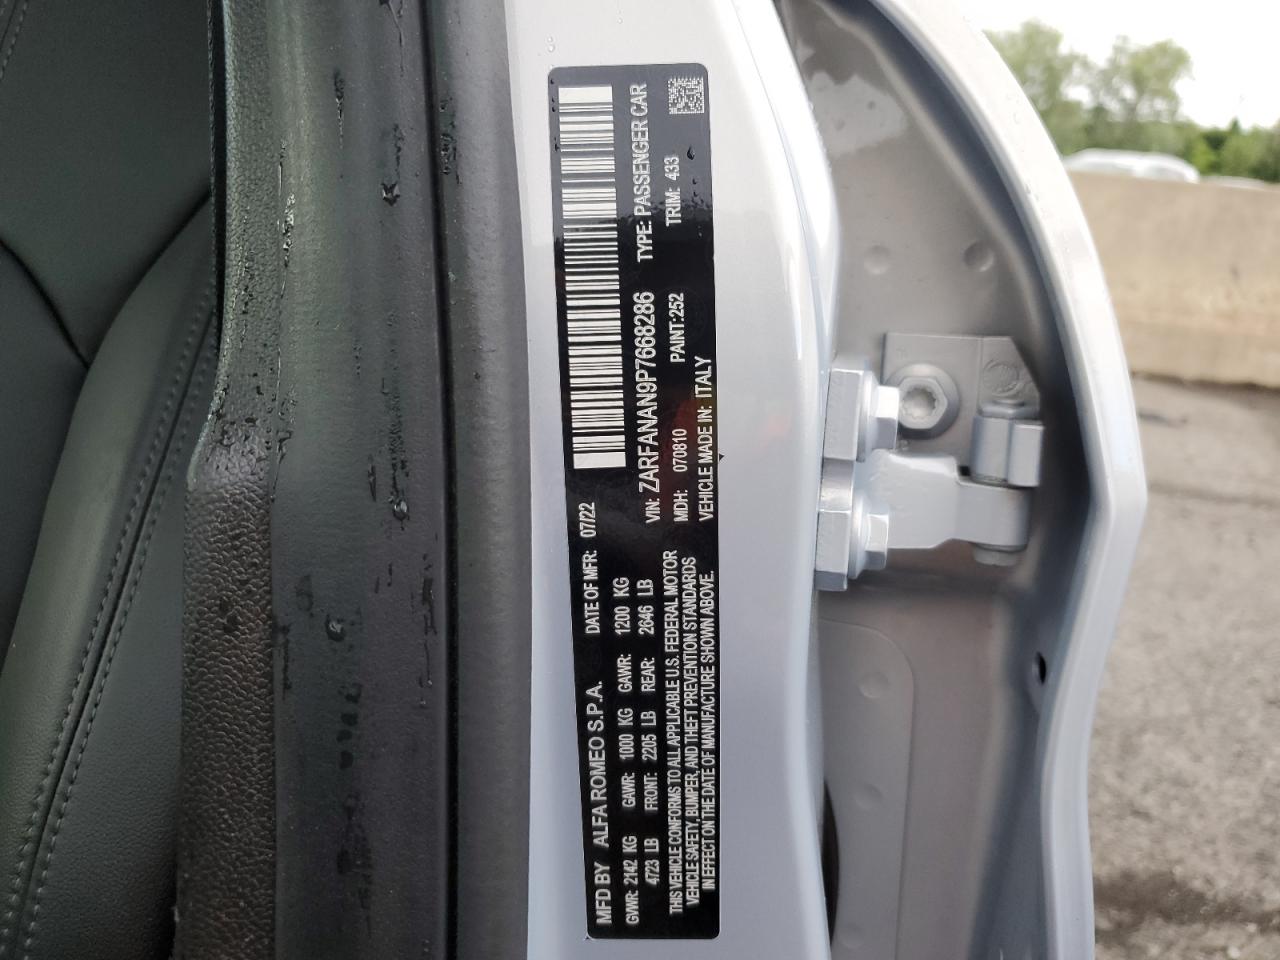 MFD BY ALFA ROMEO S.P.A. DATE OF MFR: 07/22
GVWR: 2142 KG GAWR: 1000 KG GAWR: 1200 KG
4723 LB FRONT: 2205 LB REAR: 2646 LB
THIS VEHICLE CONFORMS TO ALL APPLICABLE U.S. FEDERAL MOTOR
VEHICLE SAFETY, BUMPER, AND THEFT PREVENTION STANDARDS
IN EFFECT ON THE DATE OF MANUFACTURE SHOWN ABOVE.
VIN: ZARFANAN9P7668286 TYPE: PASSENGER CAR
MDH: 070810 PAINT:252 TRIM: 433
VEHICLE MADE IN: ITALY